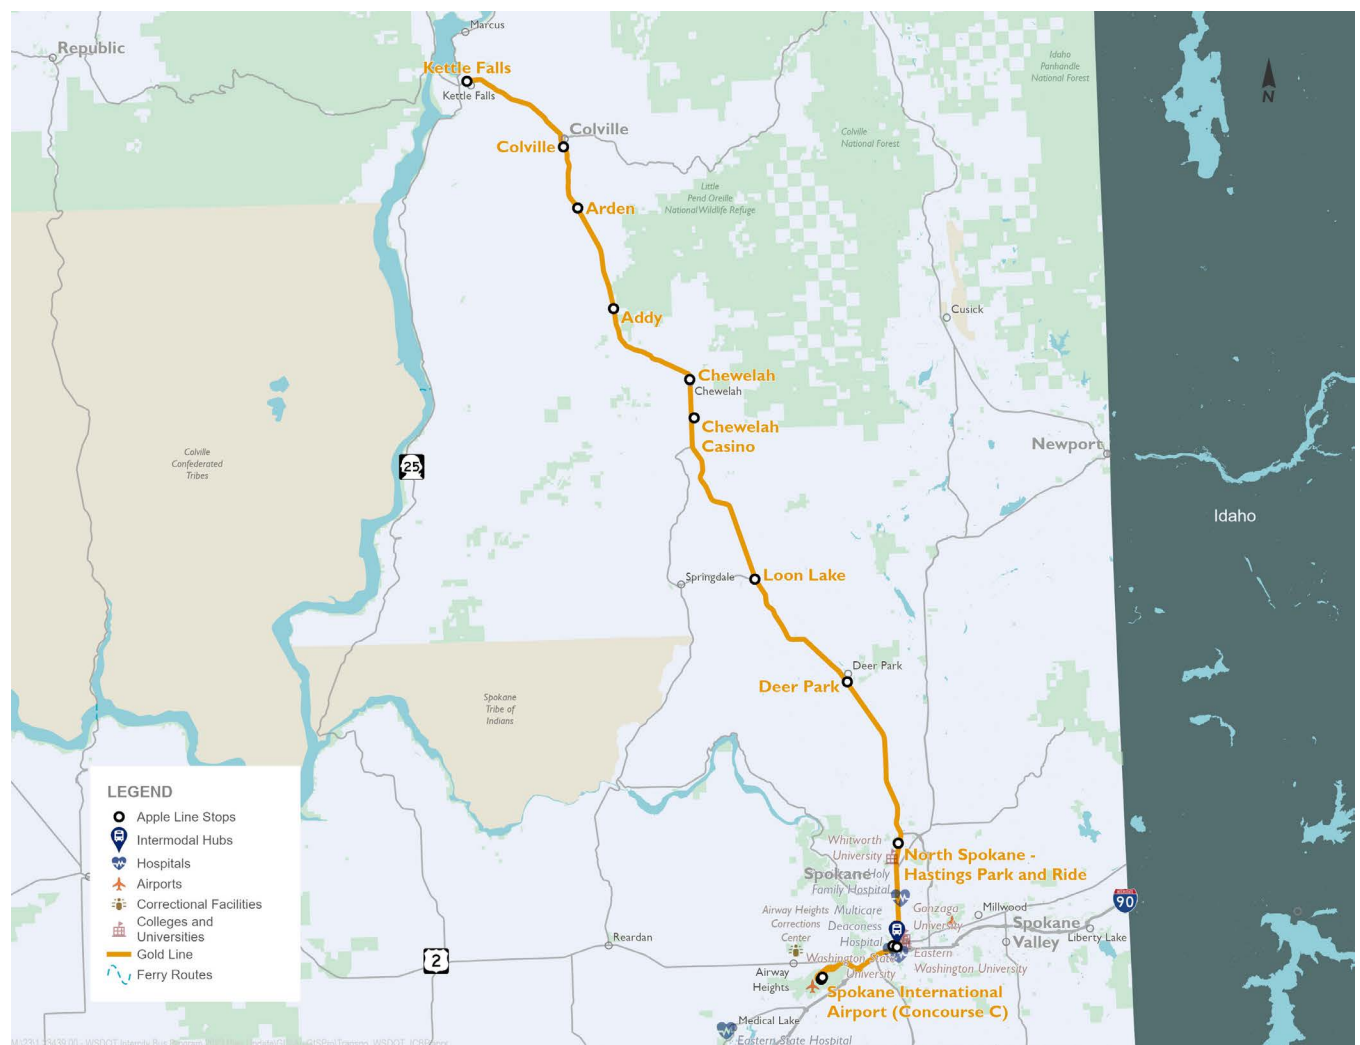 Marcus
Republic
Kettle Falls
Kettle Falls
Idaho
Panhandle
National Forest
N
Colville
Colville
Colville
National Forest
Little
Pend Oreille
National Wildlife Refuge
Arden
Addy
Cusick
Chewelah
Chewelah
Chewelah
Casino
Newport
Colville
Confederated
Tribes
25
Idaho
Springdale
Loon Lake
Deer Park
Deer Park
Spokane
Tribe of
Indians
LEGEND
Apple Line Stops
Intermodal Hubs
Hospitals
Airports
Correctional Facilities
Colleges and
Universities
Gold Line
Ferry Routes
Whitworth
University
North Spokane -
Hastings Park and Ride
Spokane
Holy
Family Hospital
90
Airway Heights
Corrections
Center
Multicare
Deaconess
Hospital
Gonzaga
University
Millwood
Spokane
Valley
Liberty Lake
Reardan
2
Washington State
University
Eastern
Washington University
Airway
Heights
Spokane International
Airport (Concourse C)
Medical Lake
Eastern State Hospital